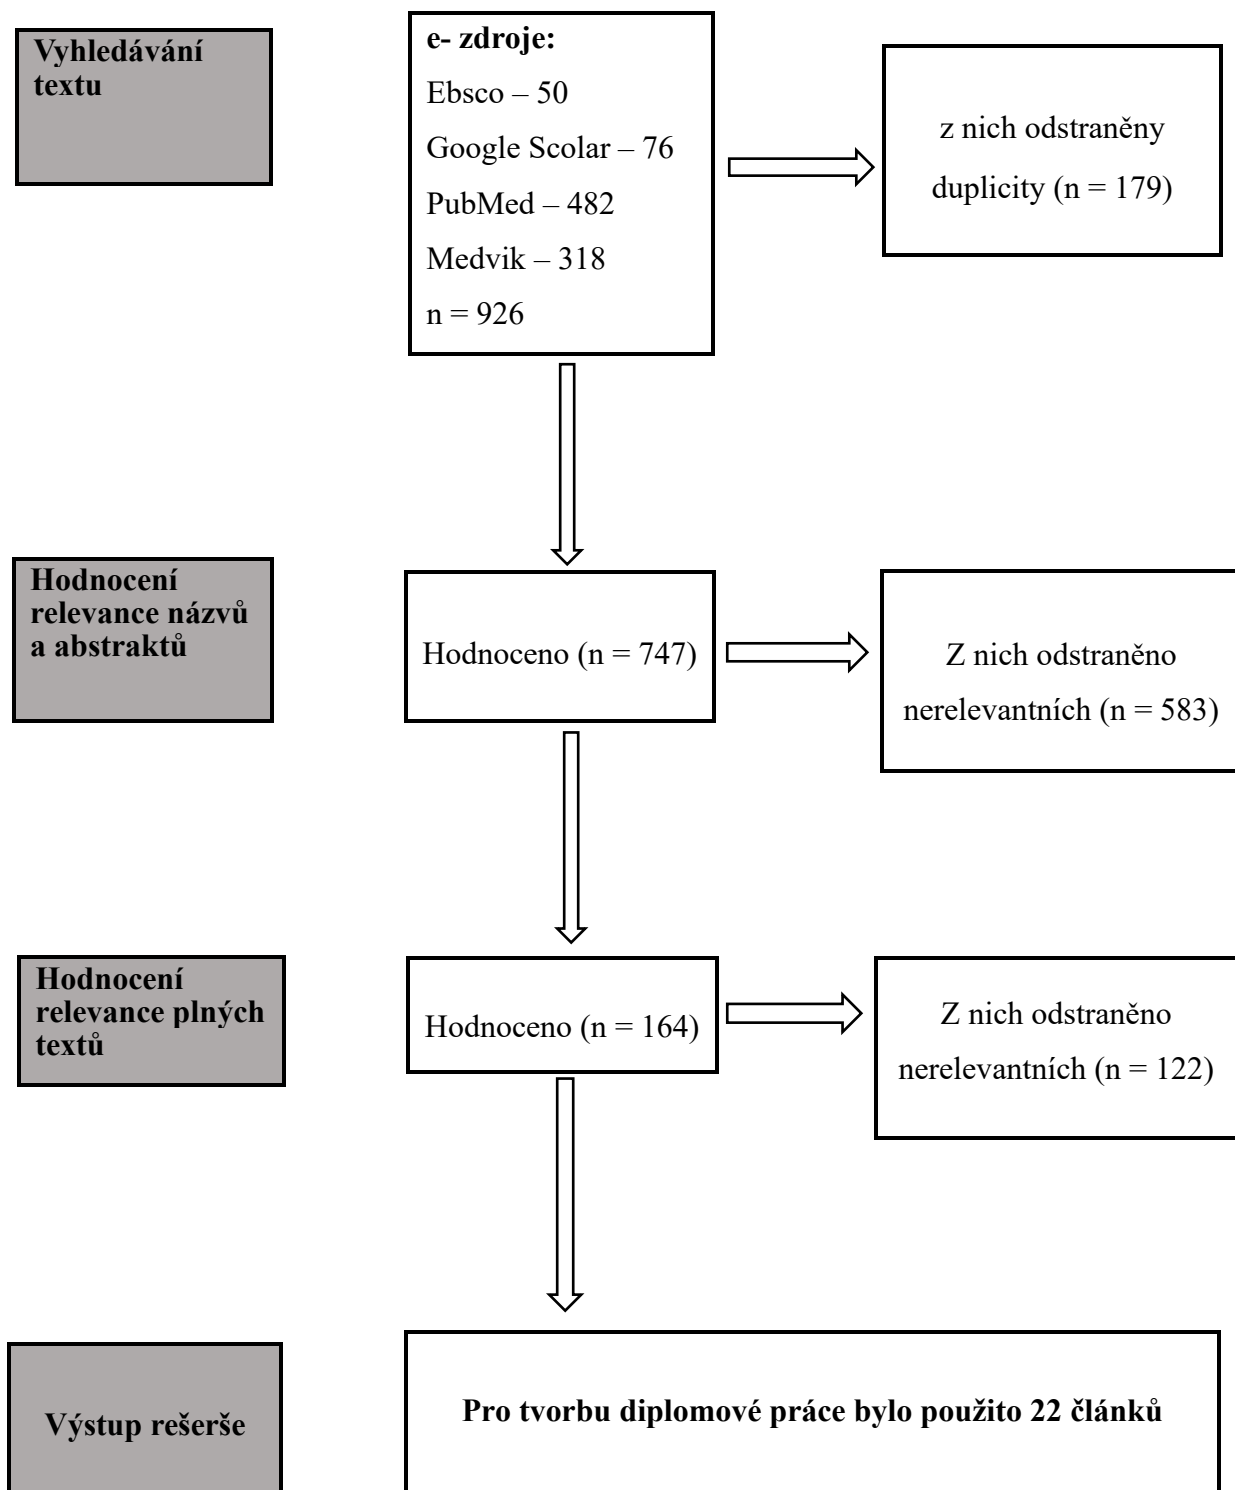 Vyhledávání
textu
e- zdroje:
Ebsco – 50
Google Scolar – 76
PubMed – 482
Medvik – 318
n = 926
z nich odstraněny
duplicity (n = 179)
Hodnocení
relevance názvů
a abstraktů
Hodnoceno (n = 747)
Z nich odstraněno
nerelevantních (n = 583)
Hodnocení
relevance plných
textů
Hodnoceno (n = 164)
Z nich odstraněno
nerelevantních (n = 122)
Výstup rešerše
Pro tvorbu diplomové práce bylo použito 22 článků